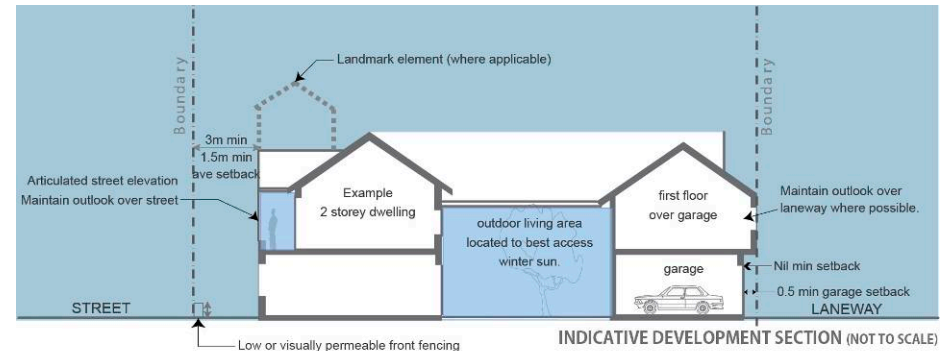 Landmark element (where applicable)
Boundary
Boundary
3m min
1.5m min
ave setback
Articulated street elevation
Maintain outlook over street
Example
2 storey dwelling
first floor
over garage
Maintain outlook over
laneway where possible.
outdoor living area
located to best access
winter sun.
garage
Nil min setback
0.5 min garage setback
STREET
LANEWAY
Low or visually permeable front fencing
INDICATIVE DEVELOPMENT SECTION (NOT TO SCALE)